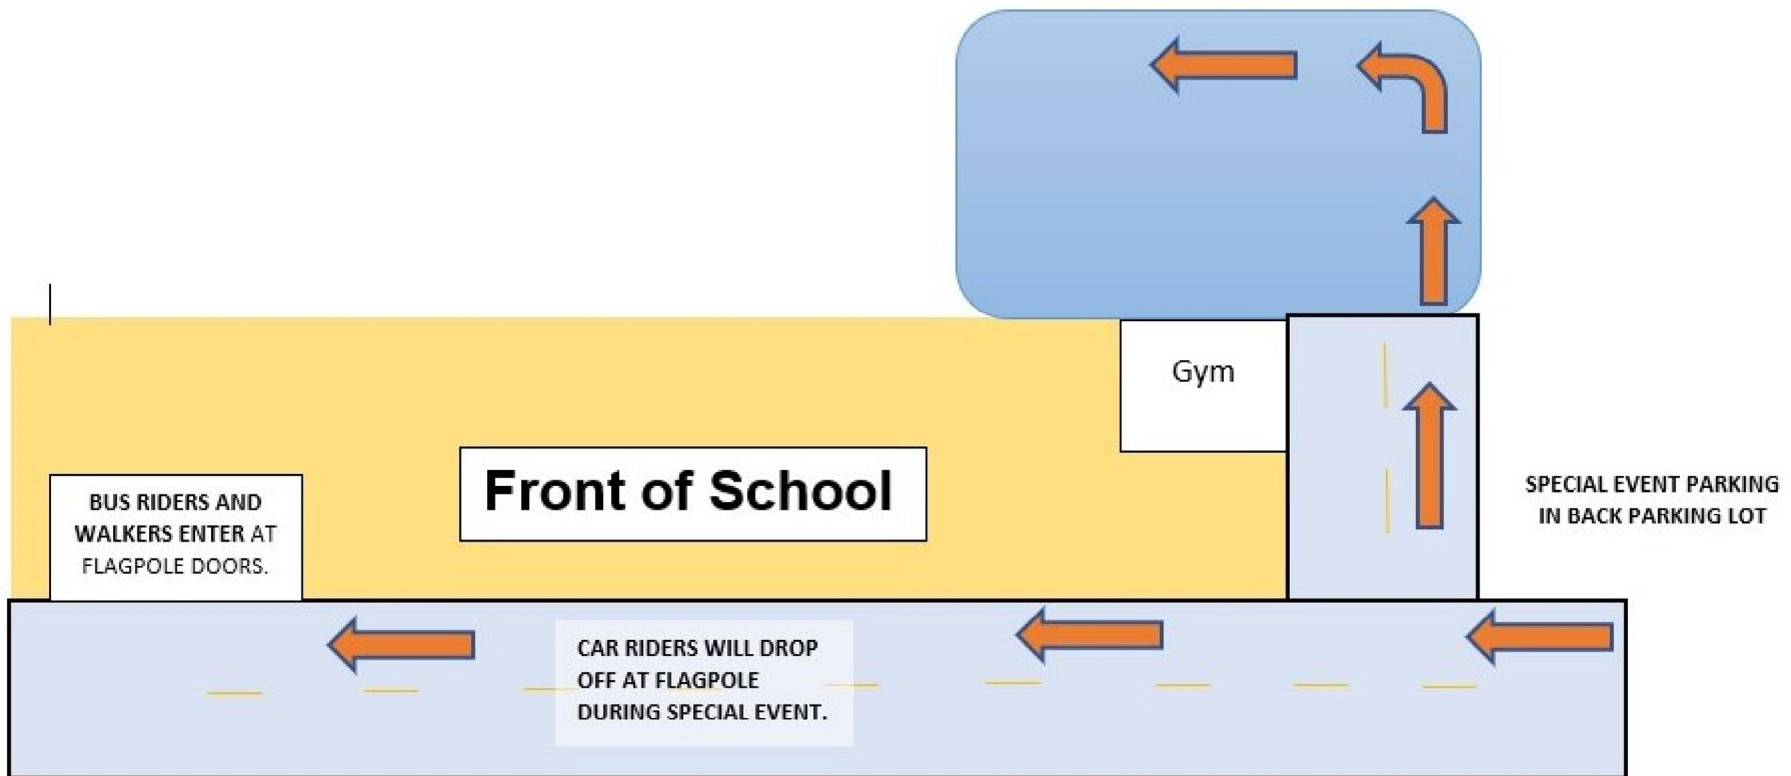 Gym
Front of School
BUS RIDERS AND
WALKERS ENTER AT
FLAGPOLE DOORS.
SPECIAL EVENT PARKING
IN BACK PARKING LOT
CAR RIDERS WILL DROP
OFF AT FLAGPOLE
DURING SPECIAL EVENT.